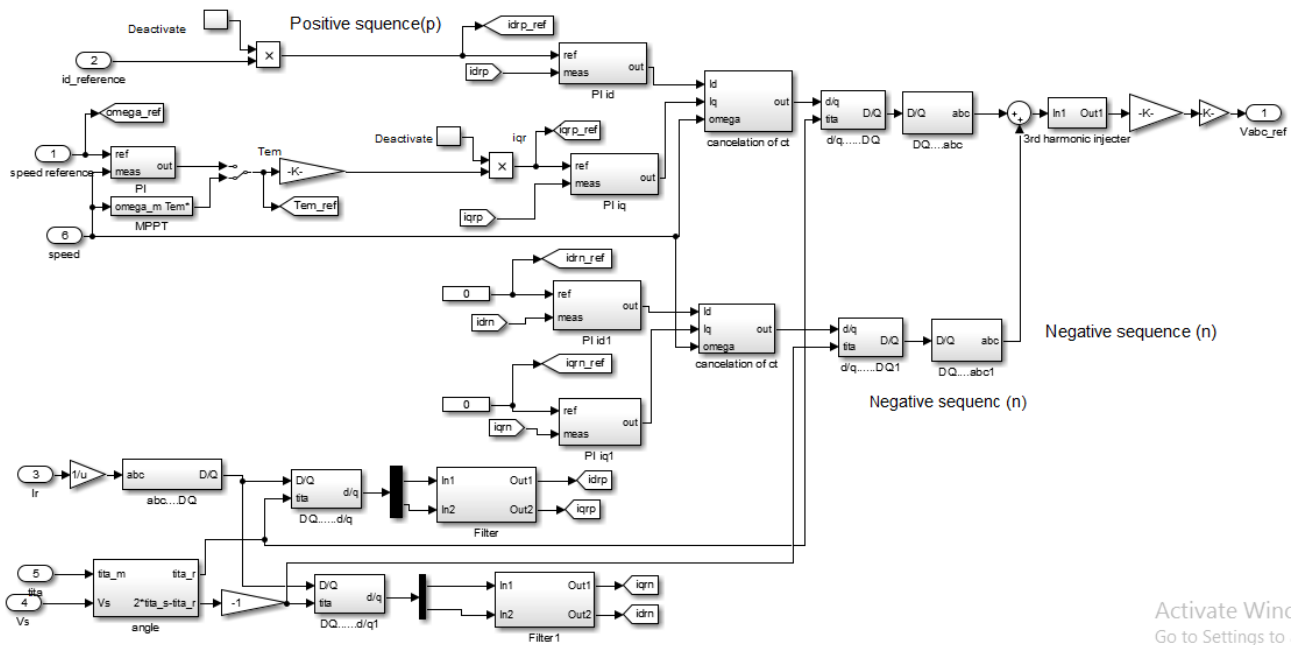 Deactivate
Positive squence(p)
idrp_ref
2
id_reference
×
idrp
ref
meas
out
PI id
omega_ref
1
speed reference
ref
meas
out
PI
omega_m Tem*
MPPT
6
speed
Tem
-K-
Tem_ref
Deactivate
×
iqr
iqrp_ref
iqrp
ref
meas
out
PI iq
Id
Iq
omega
out
cancelation of ct
d/q
tita
D/Q
d/q......DQ
D/Q
abc
DQ....abc
+
+
In1
Out1
3rd harmonic injecter
-K-
-K-
1
Vabc_ref
idrn_ref
0
idrn
ref
meas
out
PI id1
iqrn_ref
0
iqrn
ref
meas
out
PI iq1
Id
Iq
omega
out
cancelation of ct
d/q
tita
D/Q
d/q......DQ1
D/Q
abc
DQ....abc1
Negative sequence (n)
Negative sequenc (n)
3
Ir
1/u
abc
D/Q
abc....DQ
D/Q
tita
d/q
DQ......d/q
In1
In2
Out1
Out2
Filter
idrp
iqrp
5
tita
4
Vs
tita_m
Vs
tita_r
2*tita_s-tita_r
angle
-1
D/Q
tita
d/q
DQ......d/q1
In1
In2
Out1
Out2
Filter1
iqrn
idrn
Activate Winc
Go to Settings to